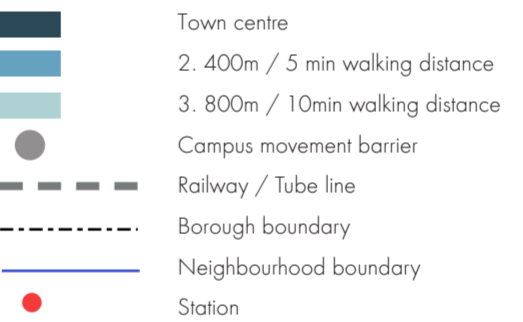 Town centre
2. 400m / 5 min walking distance
3. 800m / 10min walking distance
Campus movement barrier
Railway / Tube line
Borough boundary
Neighbourhood boundary
Station